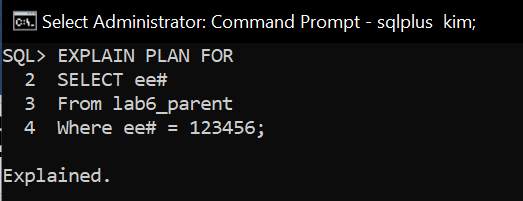 Select Administrator: Command Prompt - sqlplus  kim;
SQL> EXPLAIN PLAN FOR
  2  SELECT ee#
  3  From lab6_parent
  4  Where ee# = 123456;
Explained.